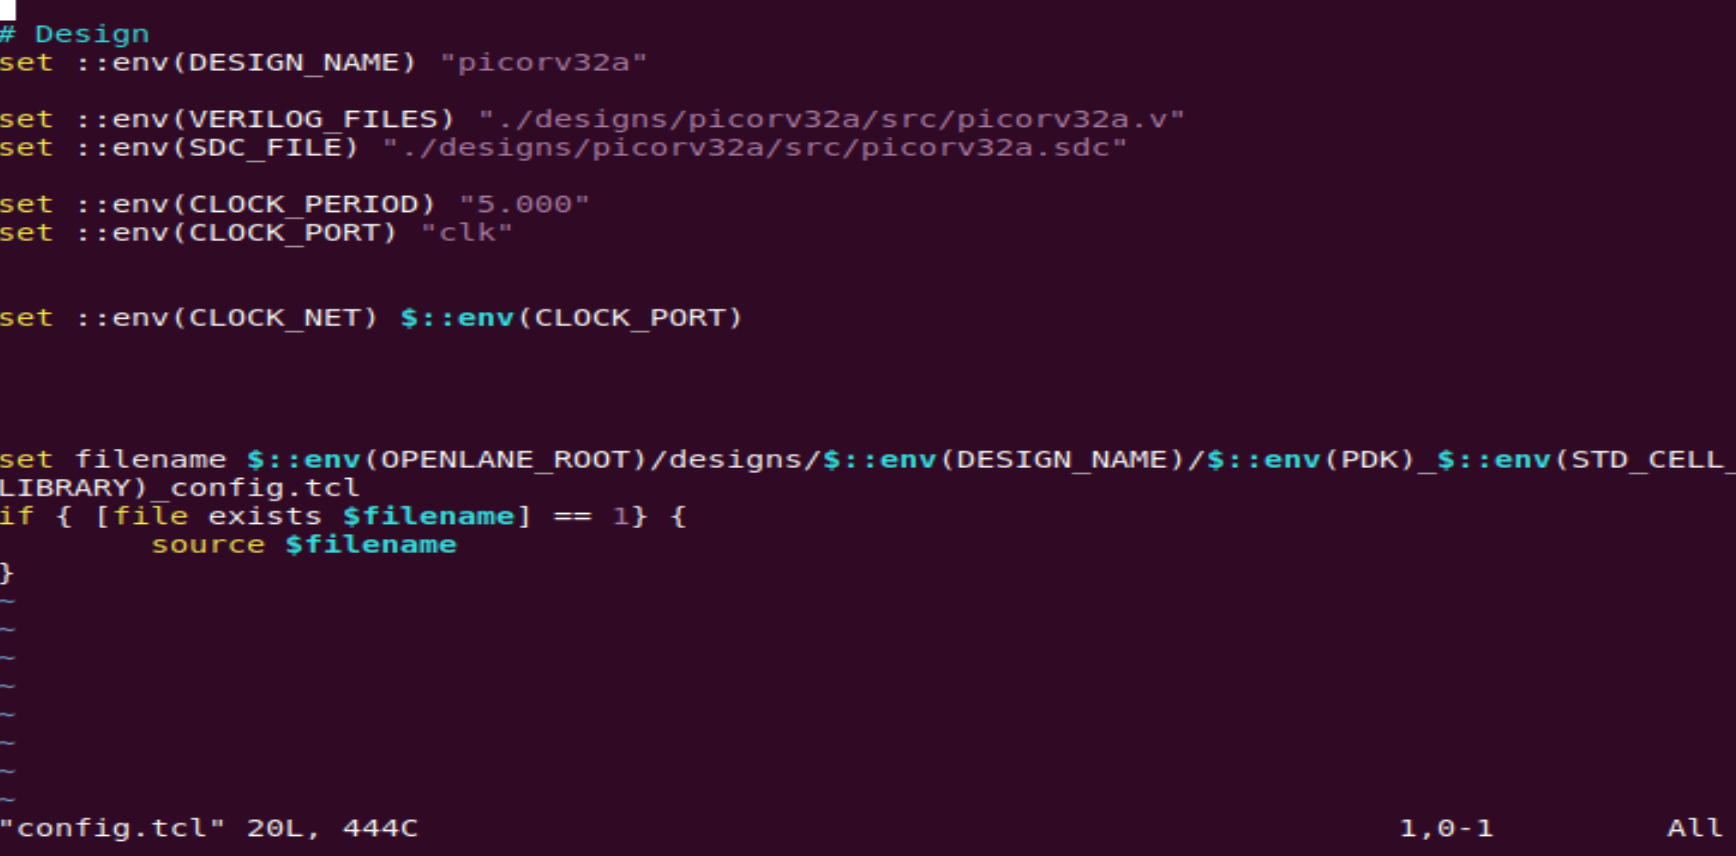 # Design
set ::env(DESIGN_NAME) "picorv32a"
set ::env(VERILOG_FILES) "./designs/picorv32a/src/picorv32a.v"
set ::env(SDC_FILE) "./designs/picorv32a/src/picorv32a.sdc"
set ::env(CLOCK_PERIOD) "5.000"
set ::env(CLOCK_PORT) "clk"
set ::env(CLOCK_NET) $::env(CLOCK_PORT)
set filename $::env(OPENLANE_ROOT)/designs/$::env(DESIGN_NAME)/$::env(PDK)_$::env(STD_CELL_
LIBRARY)_config.tcl
if { [file exists $filename] == 1} {
        source $filename
}
~
~
~
~
~
~
~
~
"config.tcl" 20L, 444C 1,0-1 All